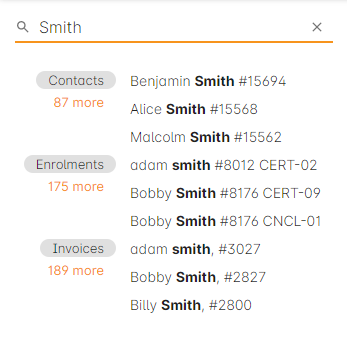 Smith
Contacts Benjamin Smith #15694
87 more Alice Smith #15568
Malcolm Smith #15562
Enrolments adam smith #8012 CERT-02
175 more Bobby Smith #8176 CERT-09
Bobby Smith #8176 CNCL-01
Invoices adam smith, #3027
189 more Bobby Smith, #2827
Billy Smith, #2800